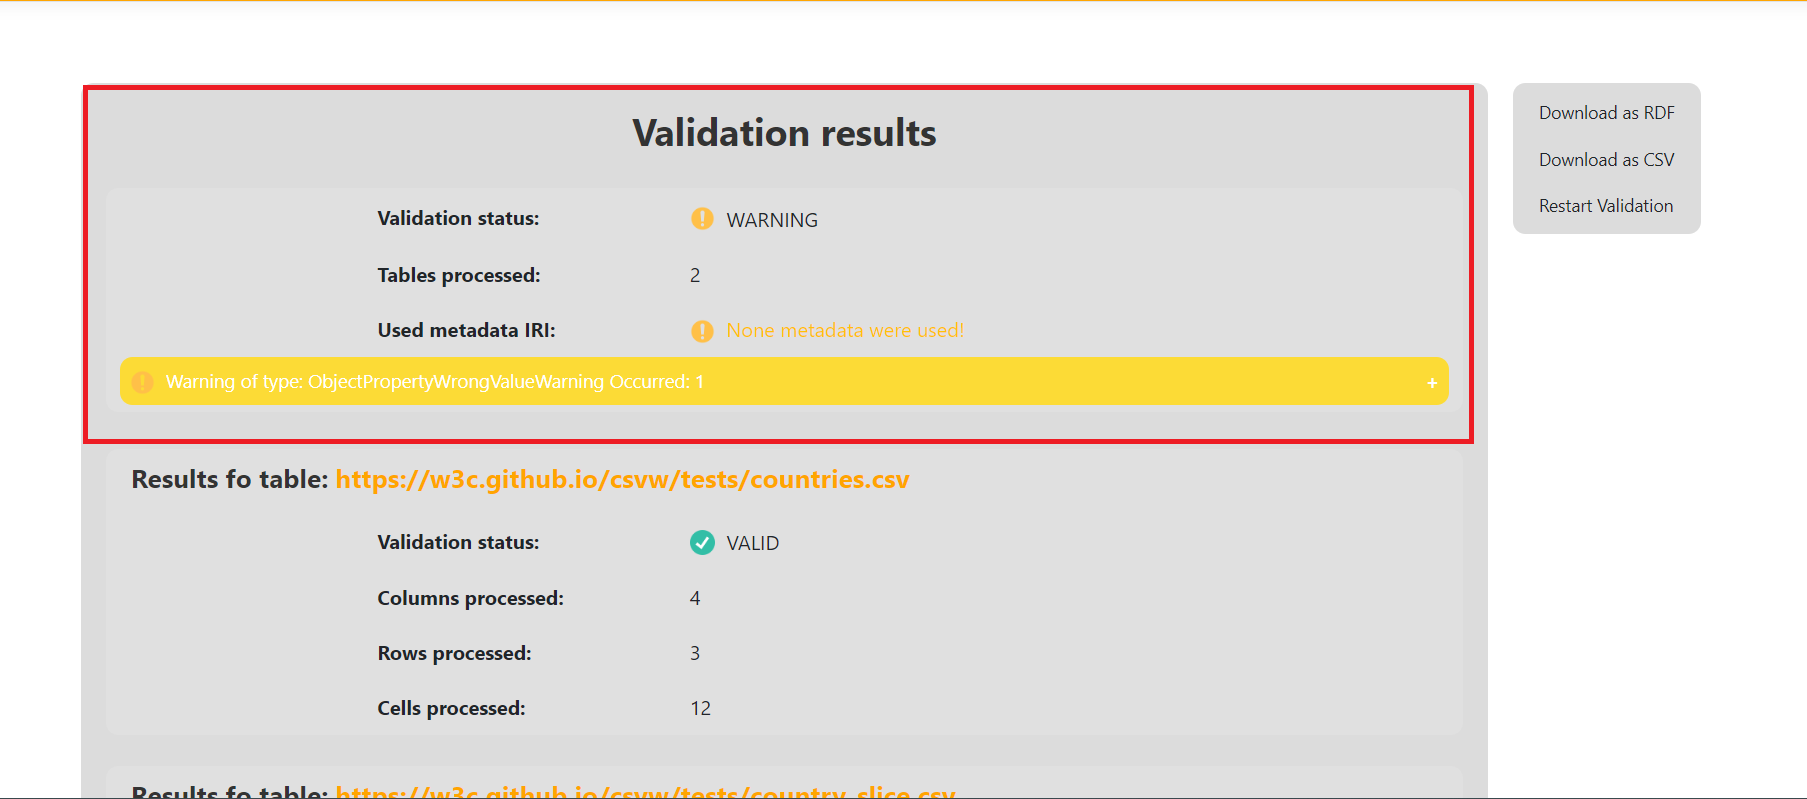 Validation results
Validation status: WARNING
Tables processed: 2
Used metadata IRI: None metadata were used!
Warning of type: ObjectPropertyWrongValueWarning Occurred: 1 +
Results fo table: https://w3c.github.io/csvw/tests/countries.csv
Validation status: VALID
Columns processed: 4
Rows processed: 3
Cells processed: 12
Results fo table: https://w3c.github.io/csvw/tests/country_slice.csv
Download as RDF
Download as CSV
Restart Validation